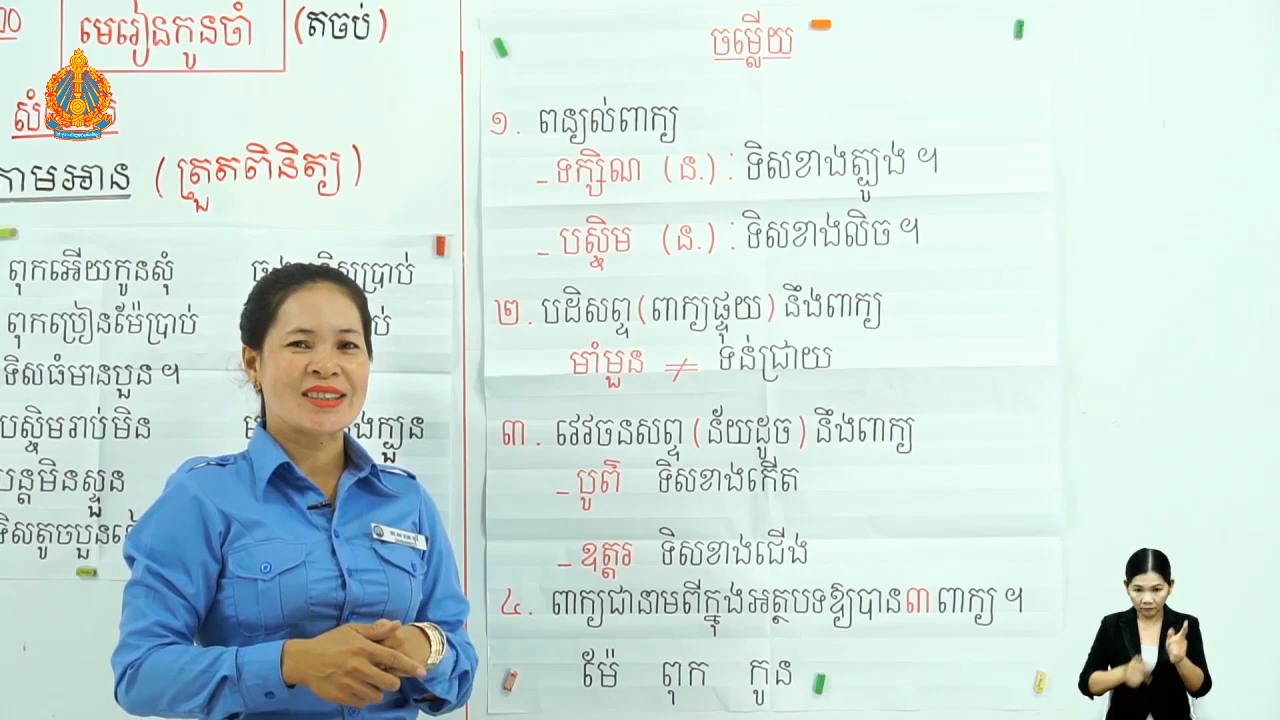 មេរៀនកូនចាំ (តចប់)
កាមអាន (ត្រួតពិនិត្យ)
ពុកអើយកូនសុំ
ប្រាប់
ពុកប្រៀនម៉ែប្រាប់
ទិសធំមានបួន។
បស្ចិមរាប់មិន
បន្តមិនស្ទួន
ទិសតូចបួន
ចម្លើយ
១. ពន្យល់ពាក្យ
- ទក្សិណ (ន.) : ទិសខាងត្បូង ។
- បស្ចិម (ន.) : ទិសខាងលិច ។
២. បដិសព្ទ (ពាក្យផ្ទុយ) នឹងពាក្យ
មាំមួន ≠ ទន់ជ្រាយ
៣. វេវចនសព្ទ (ន័យដូច) នឹងពាក្យ
- បូព៌ ទិសខាងកើត
- ឧត្តរ ទិសខាងជើង
៤. ពាក្យជានាមពីក្នុងអត្ថបទឱ្យបាន ៣ ពាក្យ ។
ម៉ែ ពុក កូន